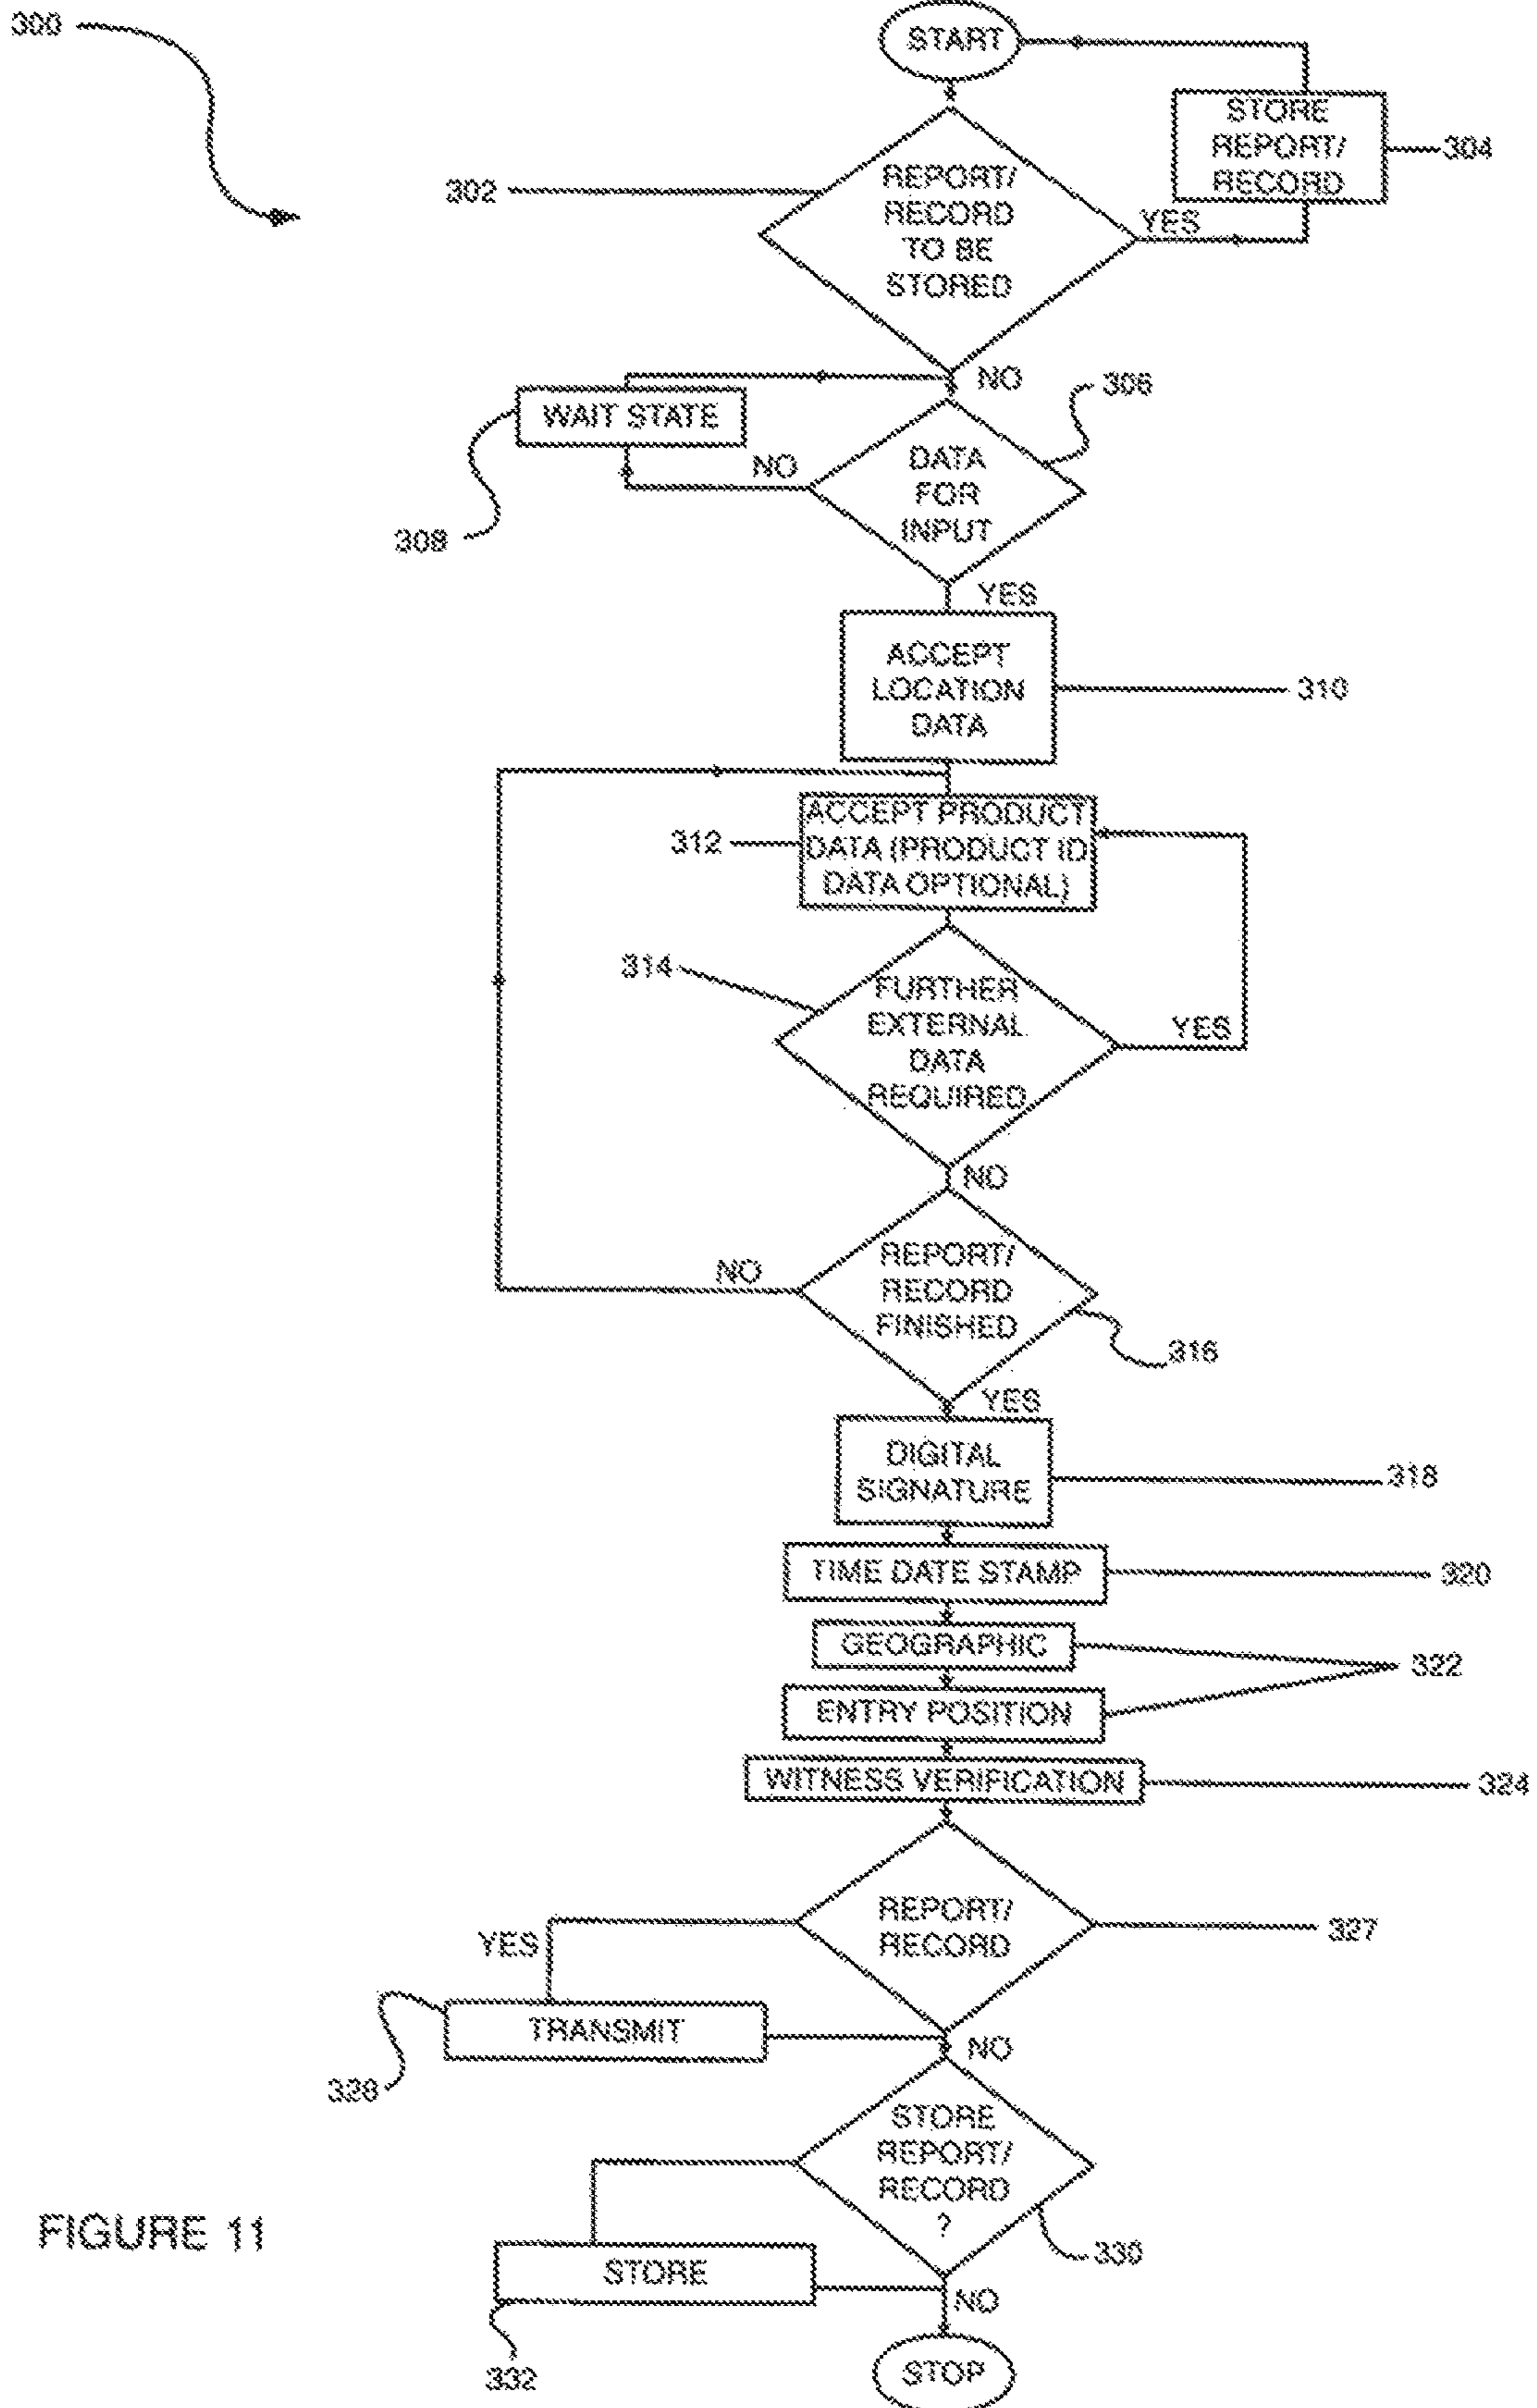 300
START
STORE
REPORT/
RECORD
304
302
REPORT/
RECORD
TO BE
STORED
YES
NO
306
WAIT STATE
NO
DATA
FOR
INPUT
308
YES
ACCEPT
LOCATION
DATA
310
312
ACCEPT PRODUCT
DATA (PRODUCT ID
DATA OPTIONAL)
314
FURTHER
EXTERNAL
DATA
REQUIRED
YES
NO
NO
REPORT/
RECORD
FINISHED
316
YES
DIGITAL
SIGNATURE
318
TIME DATE STAMP
320
GEOGRAPHIC
322
ENTRY POSITION
WITNESS VERIFICATION
324
REPORT/
RECORD
327
YES
TRANSMIT
NO
328
STORE
REPORT/
RECORD
?
330
FIGURE 11
STORE
NO
332
STOP